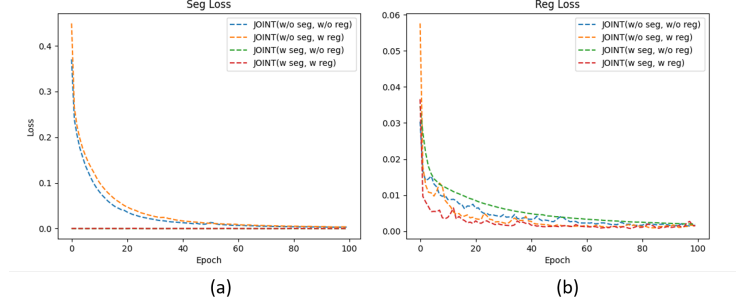 Seg Loss
Loss
0.4
0.3
0.2
0.1
0.0
JOINT(w/o seg, w/o reg)
JOINT(w/o seg, w reg)
JOINT(w seg, w/o reg)
JOINT(w seg, w reg)
0
20
40
60
80
100
Epoch
(a)
Reg Loss
0.06
0.05
0.04
0.03
0.02
0.01
0.00
JOINT(w/o seg, w/o reg)
JOINT(w/o seg, w reg)
JOINT(w seg, w/o reg)
JOINT(w seg, w reg)
0
20
40
60
80
100
Epoch
(b)